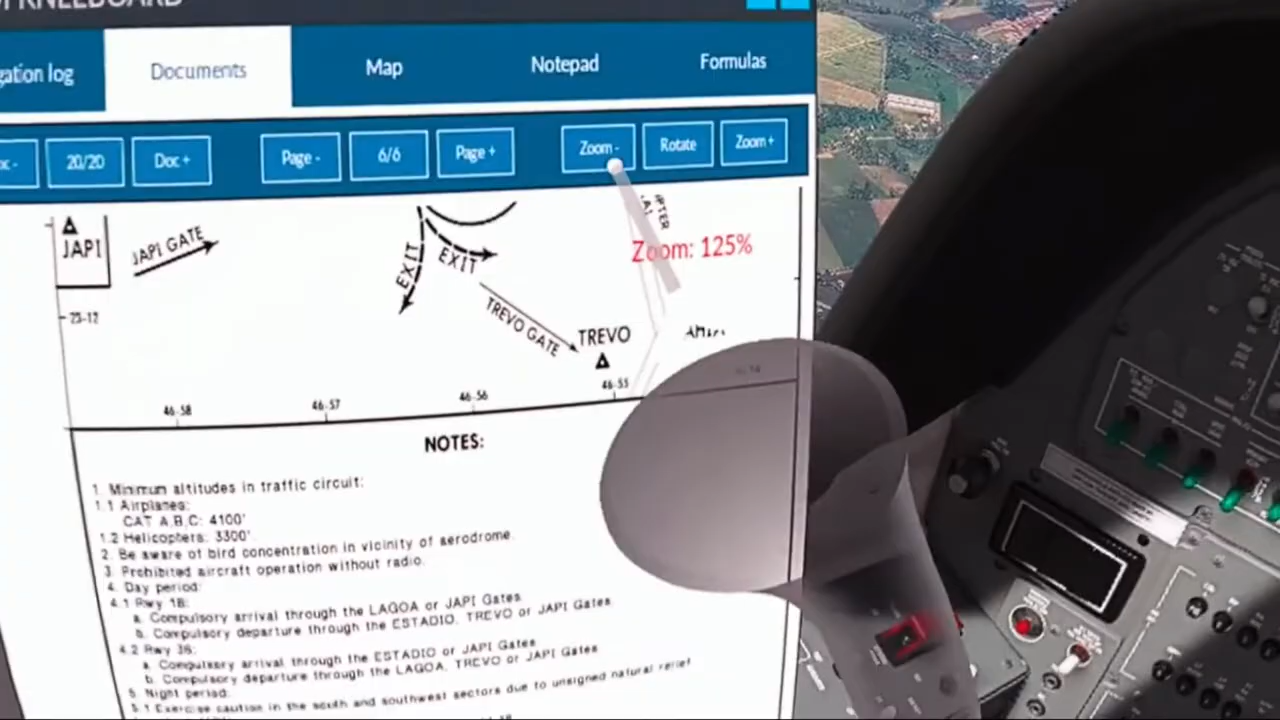 KNEEBOARD
gation log
Documents
Map
Notepad
Formulas
20/20
Doc +
Page -
6/6
Page +
Zoom -
Rotate
Zoom +
JAPI
JAPI GATE
EXIT
EXIT
Zoom: 125%
TREVO GATE
TREVO
23-12
46-58
46-57
46-56
46-55
NOTES:
1. Minimum altitudes in traffic circuit:
1.1 Airplanes:
CAT A,B,C: 4100'
1.2 Helicopters: 3300'
2. Be aware of bird concentration in vicinity of aerodrome.
3. Prohibited aircraft operation without radio.
4. Day period:
4.1 Rwy 18:
a. Compulsory arrival through the LAGOA or JAPI Gates
b. Compulsory departure through the ESTADIO, TREVO or JAPI Gates
4.2 Rwy 36:
a. Compulsary arrival through the ESTADIO or JAPI Gates
b. Compulsory departure through the LAGOA, TREVO or JAPI Gates
5. Night period:
5.1 Exercise caution in the south and southwest sectors due to unsigned natural relief